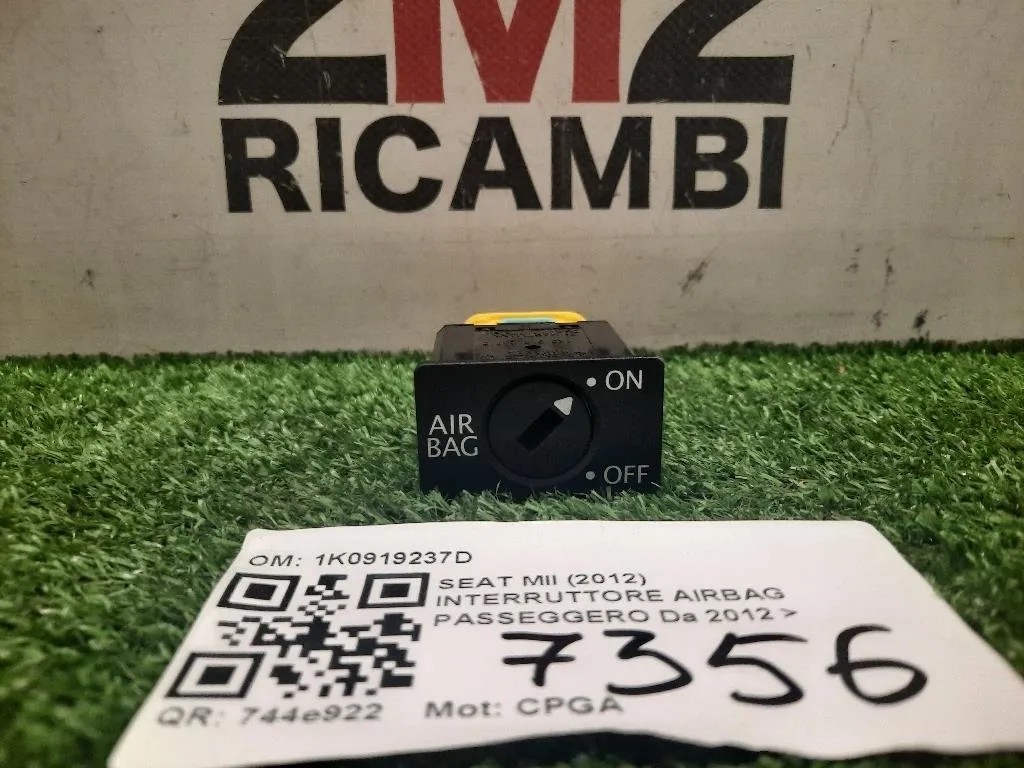 2M2
RICAMBI
AIR
BAG
ON
OFF
OM: 1K0919237D
SEAT MII (2012)
INTERRUTTORE AIRBAG
PASSEGGERO Da 2012 >
7356
QR: 744e922
Mot: CPGA